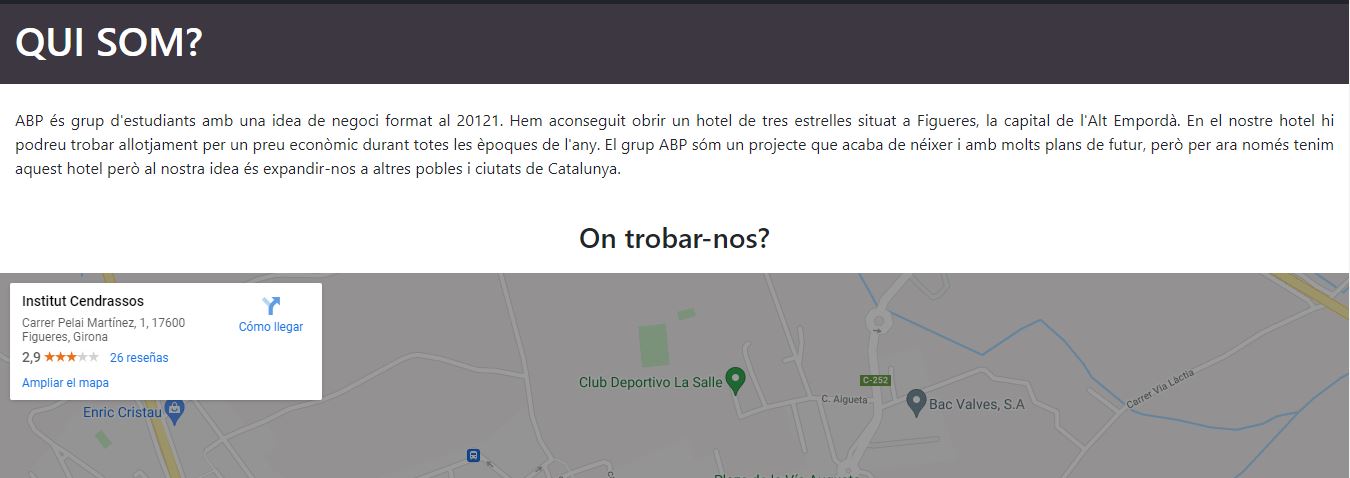 QUI SOM?
ABP és grup d'estudiants amb una idea de negoci format al 20121. Hem aconseguit obrir un hotel de tres estrelles situat a Figueres, la capital de l'Alt Empordà. En el nostre hotel hi
podreu trobar allotjament per un preu econòmic durant totes les èpoques de l'any. El grup ABP sóm un projecte que acaba de néixer i amb molts plans de futur, però per ara només tenim
aquest hotel però al nostra idea és expandir-nos a altres pobles i ciutats de Catalunya.
On trobar-nos?
Institut Cendrassos
Carrer Pelai Martínez, 1, 17600
Figueres, Girona
Cómo llegar
2,9 26 reseñas
Ampliar el mapa
Enric Cristau
Club Deportivo La Salle
C-252
C. Algueta
Bac Valves, S.A
Carrer Via Làctia